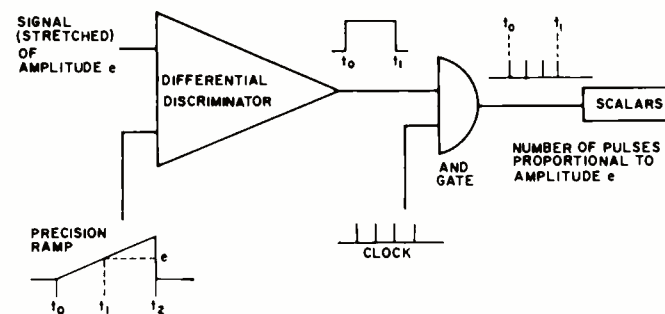 SIGNAL
(STRETCHED)
OF
AMPLITUDE e
DIFFERENTIAL
DISCRIMINATOR
t₀ t₁
t₀ t₁
AND
GATE
SCALARS
NUMBER OF PULSES
PROPORTIONAL TO
AMPLITUDE e
PRECISION
RAMP
e
t₀ t₁ t₂
CLOCK